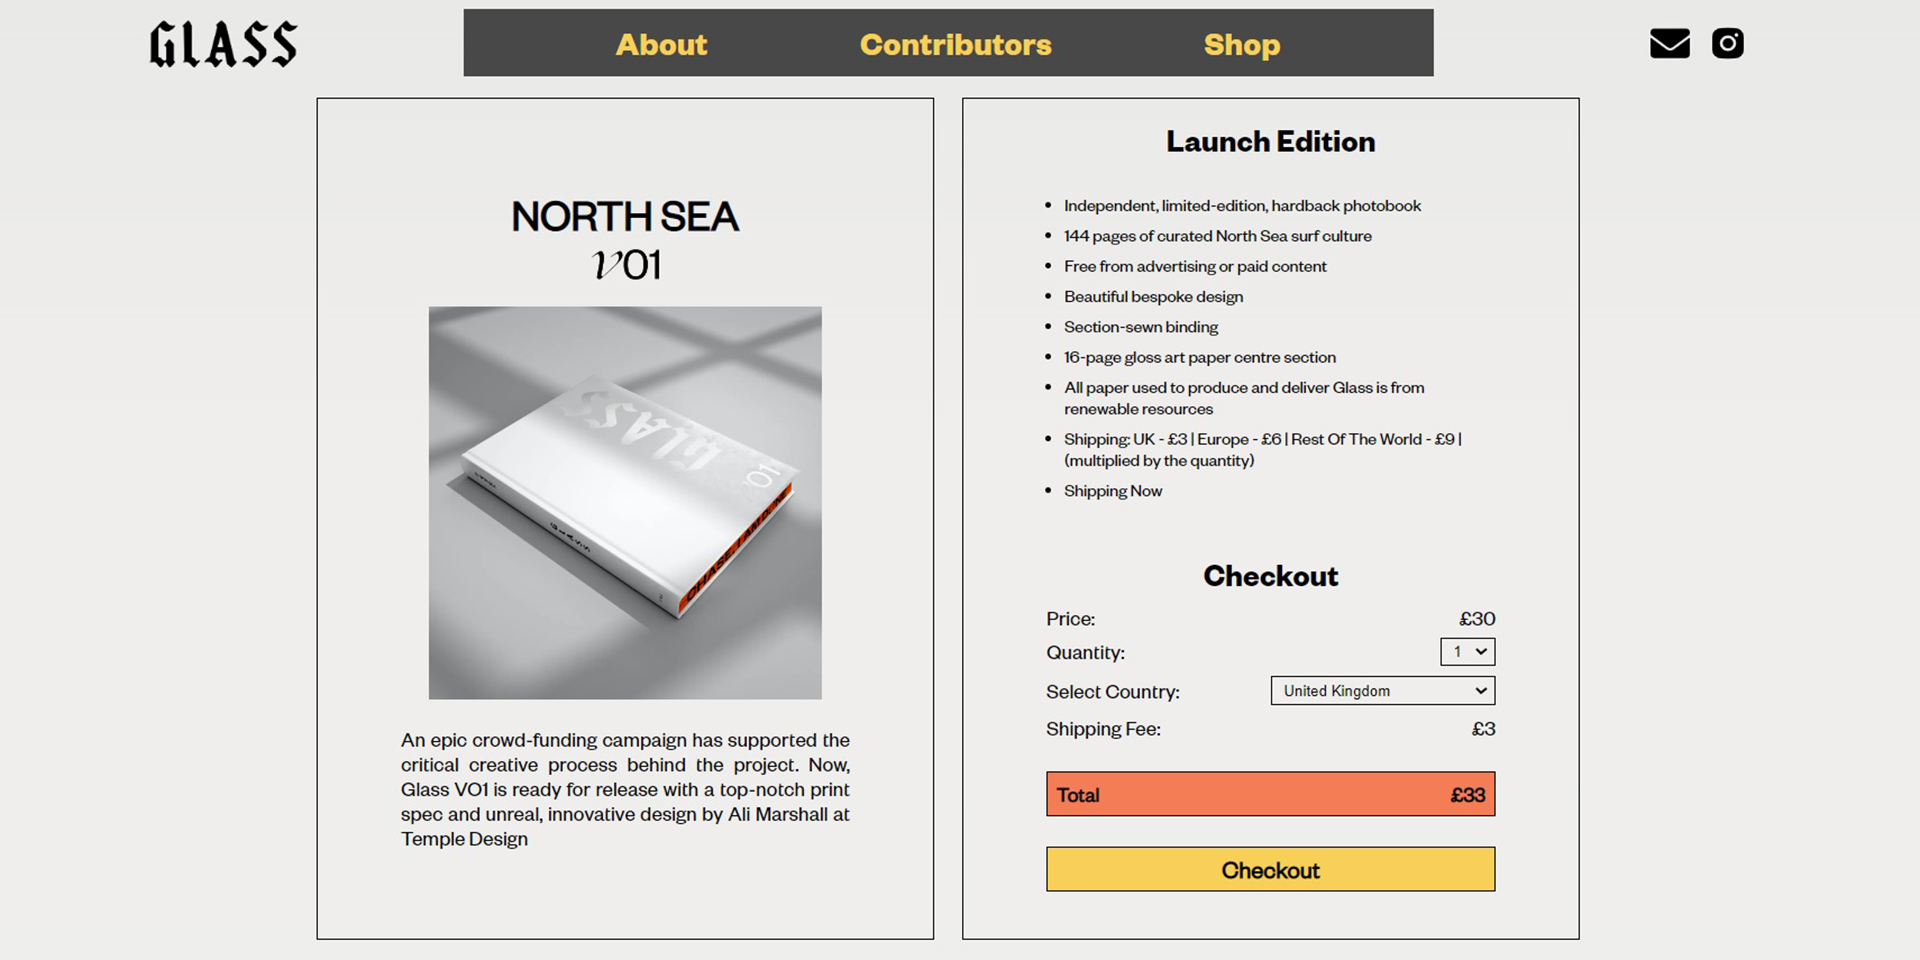 GLASS
About Contributors Shop
NORTH SEA
V01
GLASS
V01
GLASS
An epic crowd-funding campaign has supported the
critical creative process behind the project. Now,
Glass VO1 is ready for release with a top-notch print
spec and unreal, innovative design by Ali Marshall at
Temple Design
Launch Edition
• Independent, limited-edition, hardback photobook
• 144 pages of curated North Sea surf culture
• Free from advertising or paid content
• Beautiful bespoke design
• Section-sewn binding
• 16-page gloss art paper centre section
• All paper used to produce and deliver Glass is from
renewable resources
• Shipping: UK - £3 | Europe - £6 | Rest Of The World - £9 |
(multiplied by the quantity)
• Shipping Now
Checkout
Price: £30
Quantity: 1
Select Country: United Kingdom
Shipping Fee: £3
Total £33
Checkout